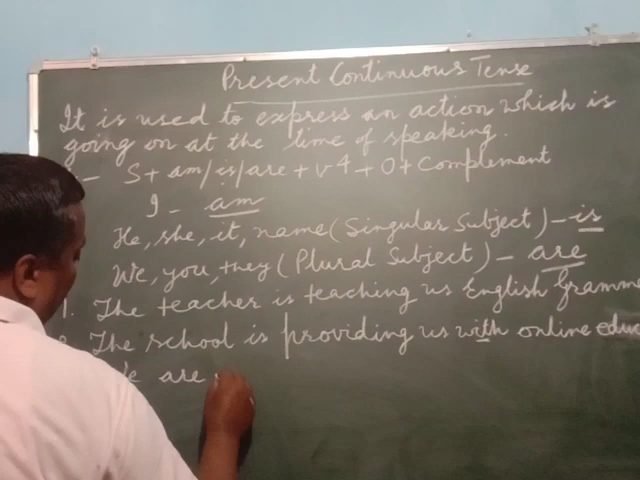 Present Continuous Tense
It is used to express an action which is
going on at the time of speaking.
:- S+ am/is/are + v4 + O + Complement
I - am
He, she, it, name (Singular Subject) - is
We, you, they (Plural Subject) - are
1. The teacher is teaching us English Gramm
The school is providing us with online educ
are